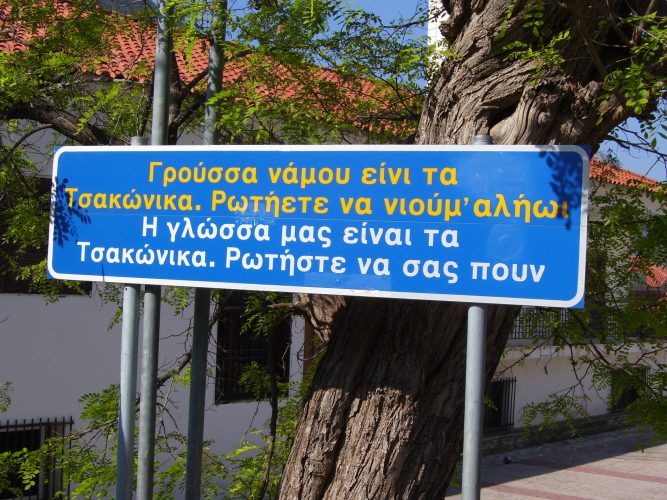 Γρούσσα νάμου είνι τα
Τσακώνικα. Ρωτήετε να νιούμ'αλήωι
Η γλώσσα μας είναι τα
Τσακώνικα. Ρωτήστε να σας πουν